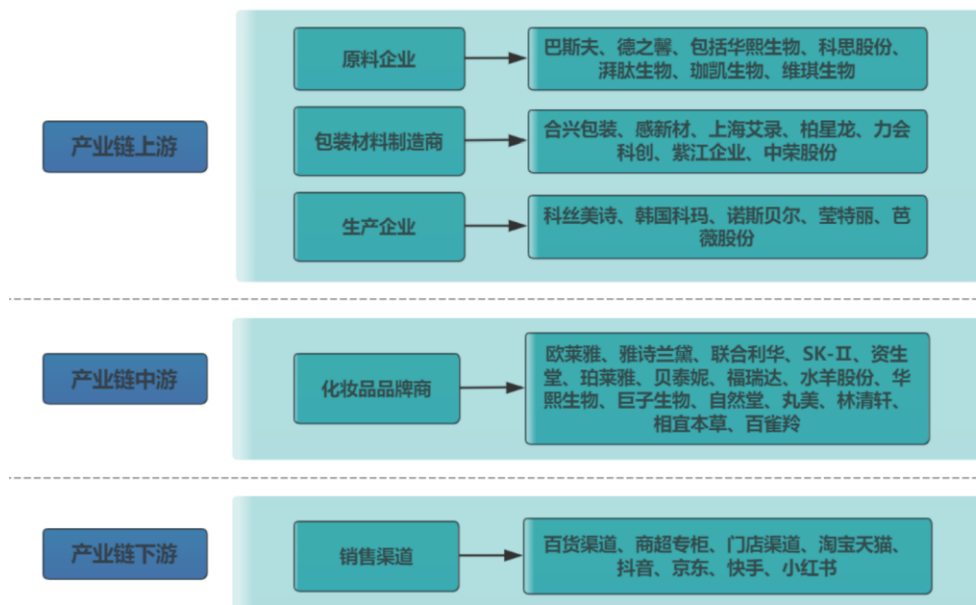 原料企业
巴斯夫、德之馨、包括华熙生物、科思股份、
湃肽生物、珈凯生物、维琪生物
产业链上游
包装材料制造商
合兴包装、感新材、上海艾录、柏星龙、力会
科创、紫江企业、中荣股份
生产企业
科丝美诗、韩国科玛、诺斯贝尔、莹特丽、芭
薇股份
产业链中游
化妆品品牌商
欧莱雅、雅诗兰黛、联合利华、SK-Ⅱ、资生
堂、珀莱雅、贝泰妮、福瑞达、水羊股份、华
熙生物、巨子生物、自然堂、丸美、林清轩、
相宜本草、百雀羚
产业链下游
销售渠道
百货渠道、商超专柜、门店渠道、淘宝天猫、
抖音、京东、快手、小红书